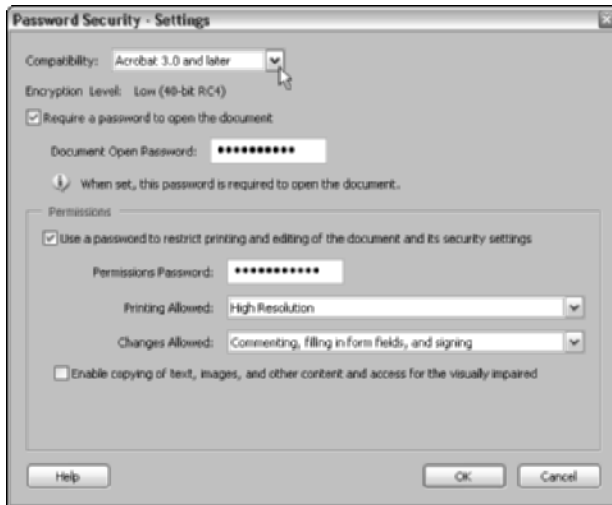 Password Security - Settings
Compatibility: Acrobat 3.0 and later
Encryption Level: Low (40-bit RC4)
Require a password to open the document
Document Open Password: ••••••••••
When set, this password is required to open the document.
Permissions
Use a password to restrict printing and editing of the document and its security settings
Permissions Password: •••••••••••
Printing Allowed: High Resolution
Changes Allowed: Commenting, filling in form fields, and signing
Enable copying of text, images, and other content and access for the visually impaired
Help OK Cancel